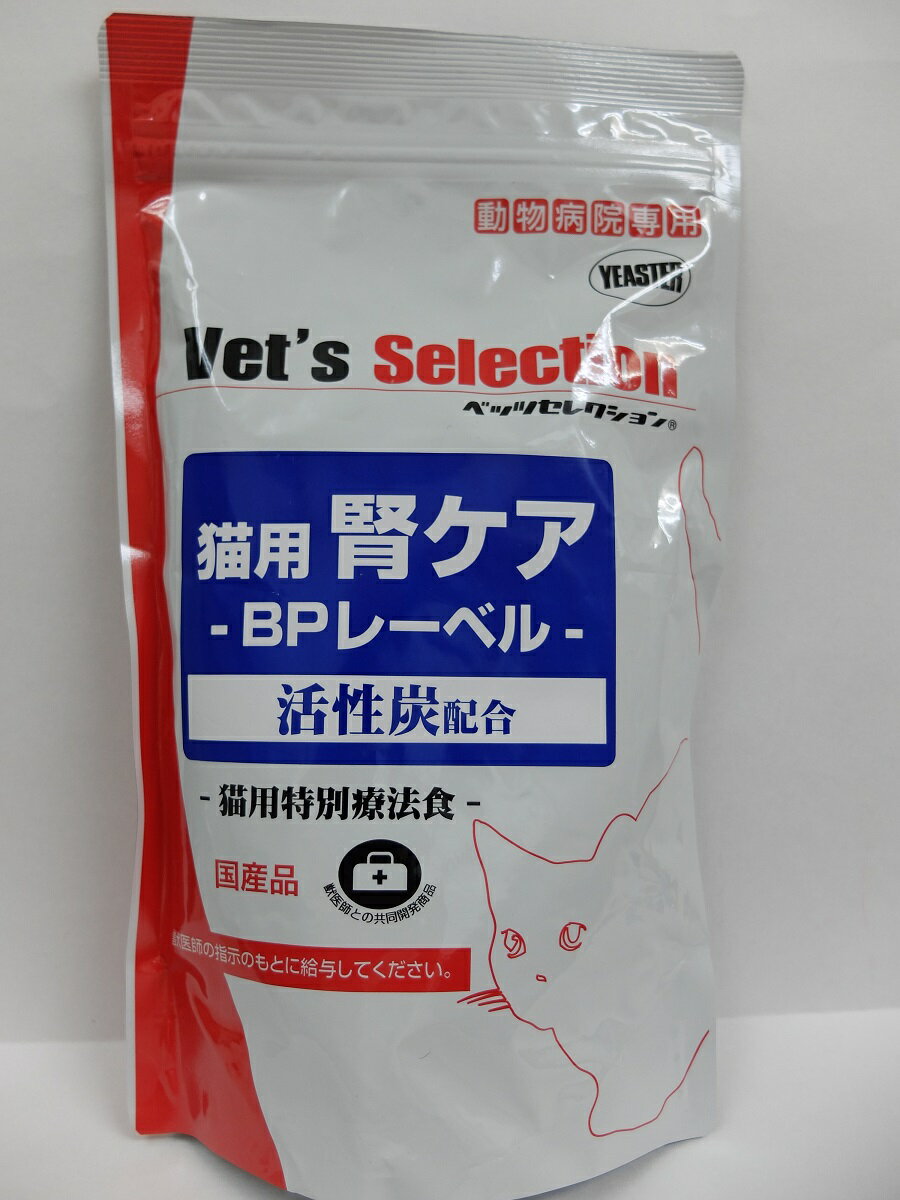 動物病院専用
YEASTER
Vet's Selection
ベッツセレクション®
猫用 腎ケア
- BPレーベル -
活性炭配合
- 猫用特別療法食 -
国産品
獣医師との共同開発商品
獣医師の指示のもとに給与してください。